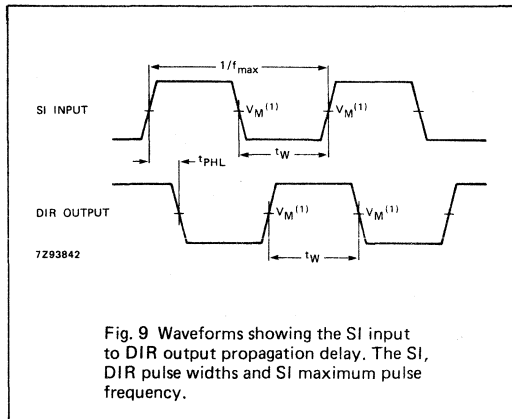 1/fmax
SI INPUT
VM(1)
VM(1)
tW
tPHL
DIR OUTPUT
VM(1)
VM(1)
7Z93842
tW
Fig. 9 Waveforms showing the SI input
to DIR output propagation delay. The SI,
DIR pulse widths and SI maximum pulse
frequency.